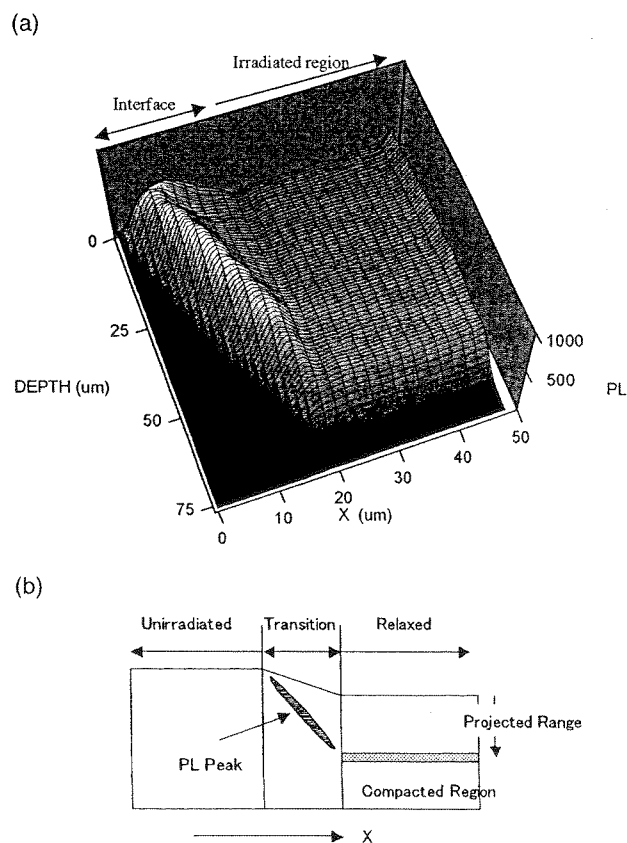 (a)
Irradiated region
Interface
0
25
DEPTH (um)
50
75
0
10
20
30
40
50
X (um)
1000
500
PL
(b)
Unirradiated
Transition
Relaxed
Projected Range
PL Peak
Compacted Region
X